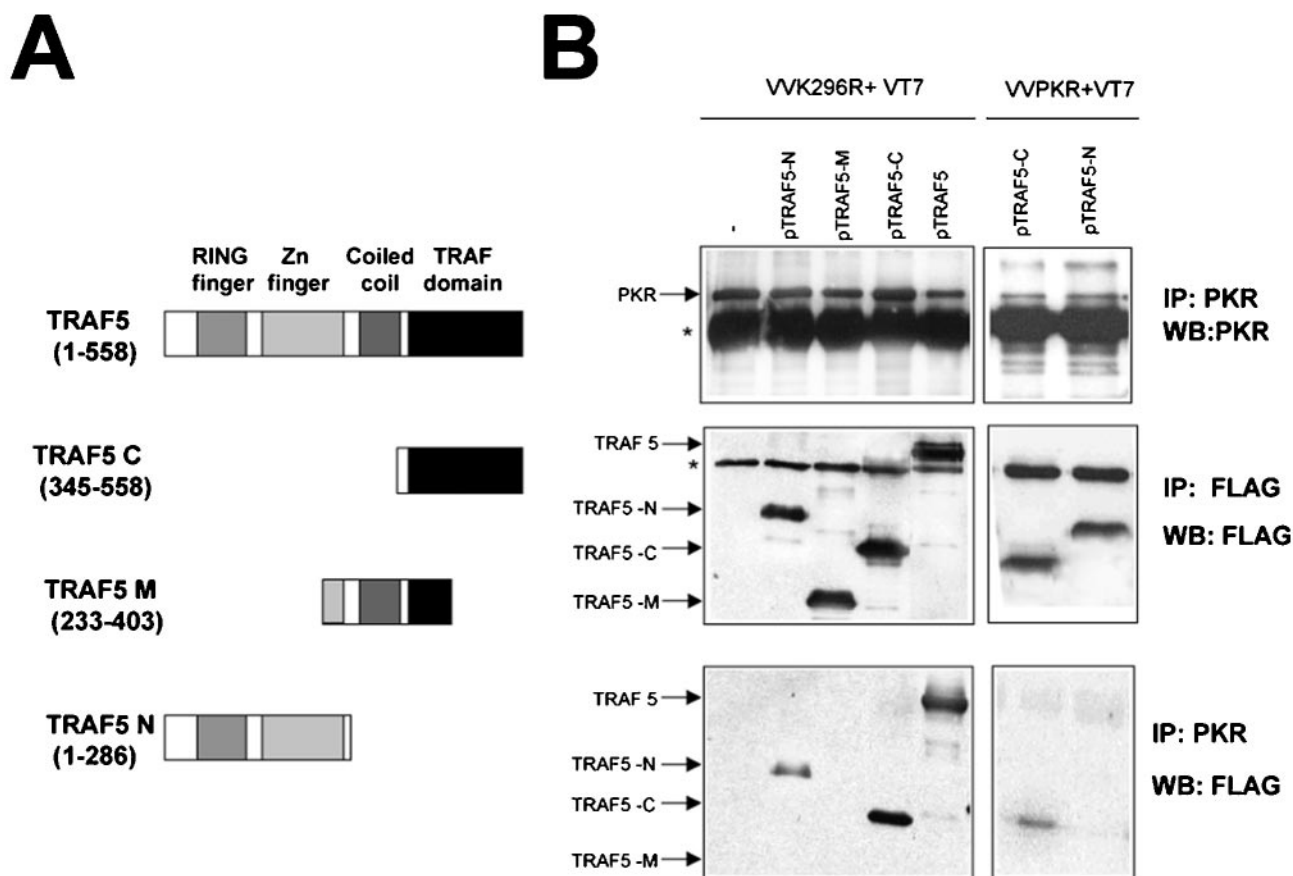 A
B
VVK296R+ VT7
VVPKR+VT7
-
pTRAF5-N
pTRAF5-M
pTRAF5-C
pTRAF5
pTRAF5-C
pTRAF5-N
RING
finger
Zn
finger
Coiled
coil
TRAF
domain
TRAF5
(1-558)
TRAF5 C
(345-558)
TRAF5 M
(233-403)
TRAF5 N
(1-286)
PKR
*
IP: PKR
WB:PKR
TRAF 5
*
TRAF5 -N
TRAF5 -C
TRAF5 -M
IP: FLAG
WB: FLAG
TRAF 5
TRAF5 -N
TRAF5 -C
TRAF5 -M
IP: PKR
WB: FLAG